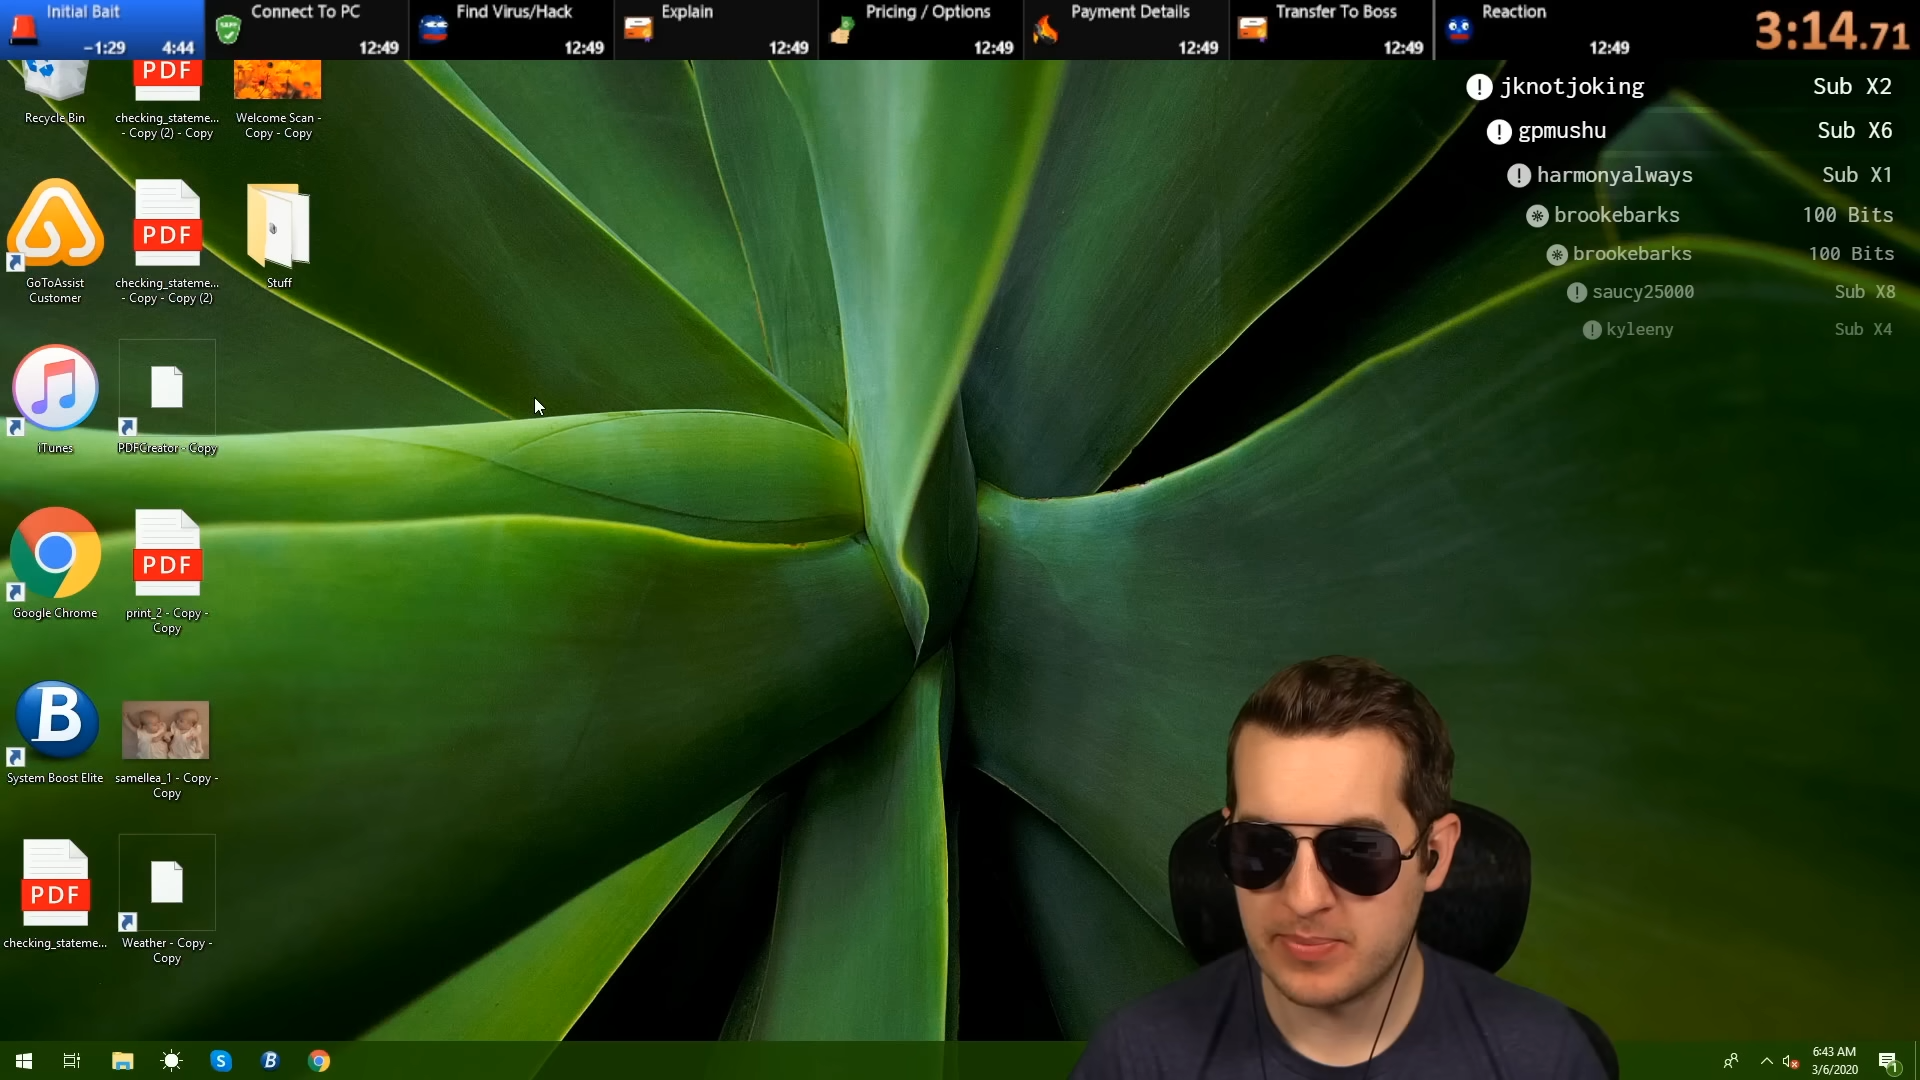 Initial Bait
−1:29 4:44
Connect To PC
12:49
Find Virus/Hack
12:49
Explain
12:49
Pricing / Options
12:49
Payment Details
12:49
Transfer To Boss
12:49
Reaction
12:49
3:14.71
jknotjoking Sub X2
gpmushu Sub X6
harmonyalways Sub X1
brookebarks 100 Bits
brookebarks 100 Bits
saucy25000 Sub X8
kyleeny Sub X4
Recycle Bin
GoToAssist
Customer
iTunes
Google Chrome
B
System Boost Elite
PDF
checking_stateme...
PDF
checking_stateme...
- Copy (2) - Copy
PDF
checking_stateme...
- Copy - Copy (2)
PDFCreator - Copy
PDF
print_2 - Copy -
Copy
samellea_1 - Copy -
Copy
Weather - Copy -
Copy
Welcome Scan -
Copy - Copy
Stuff
S
B
6:43 AM
3/6/2020
1